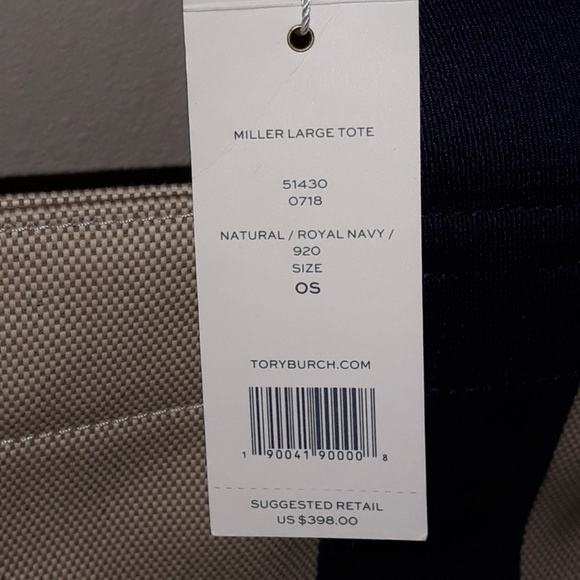 MILLER LARGE TOTE
51430
0718
NATURAL / ROYAL NAVY /
920
SIZE
OS
TORYBURCH.COM
1 90041 90000 8
SUGGESTED RETAIL
US $398.00